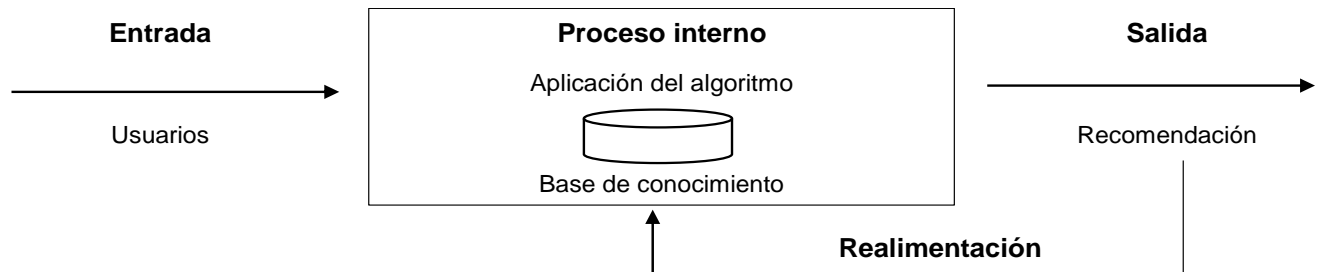 Entrada
Proceso interno
Salida
Aplicación del algoritmo
Usuarios
Recomendación
Base de conocimiento
Realimentación